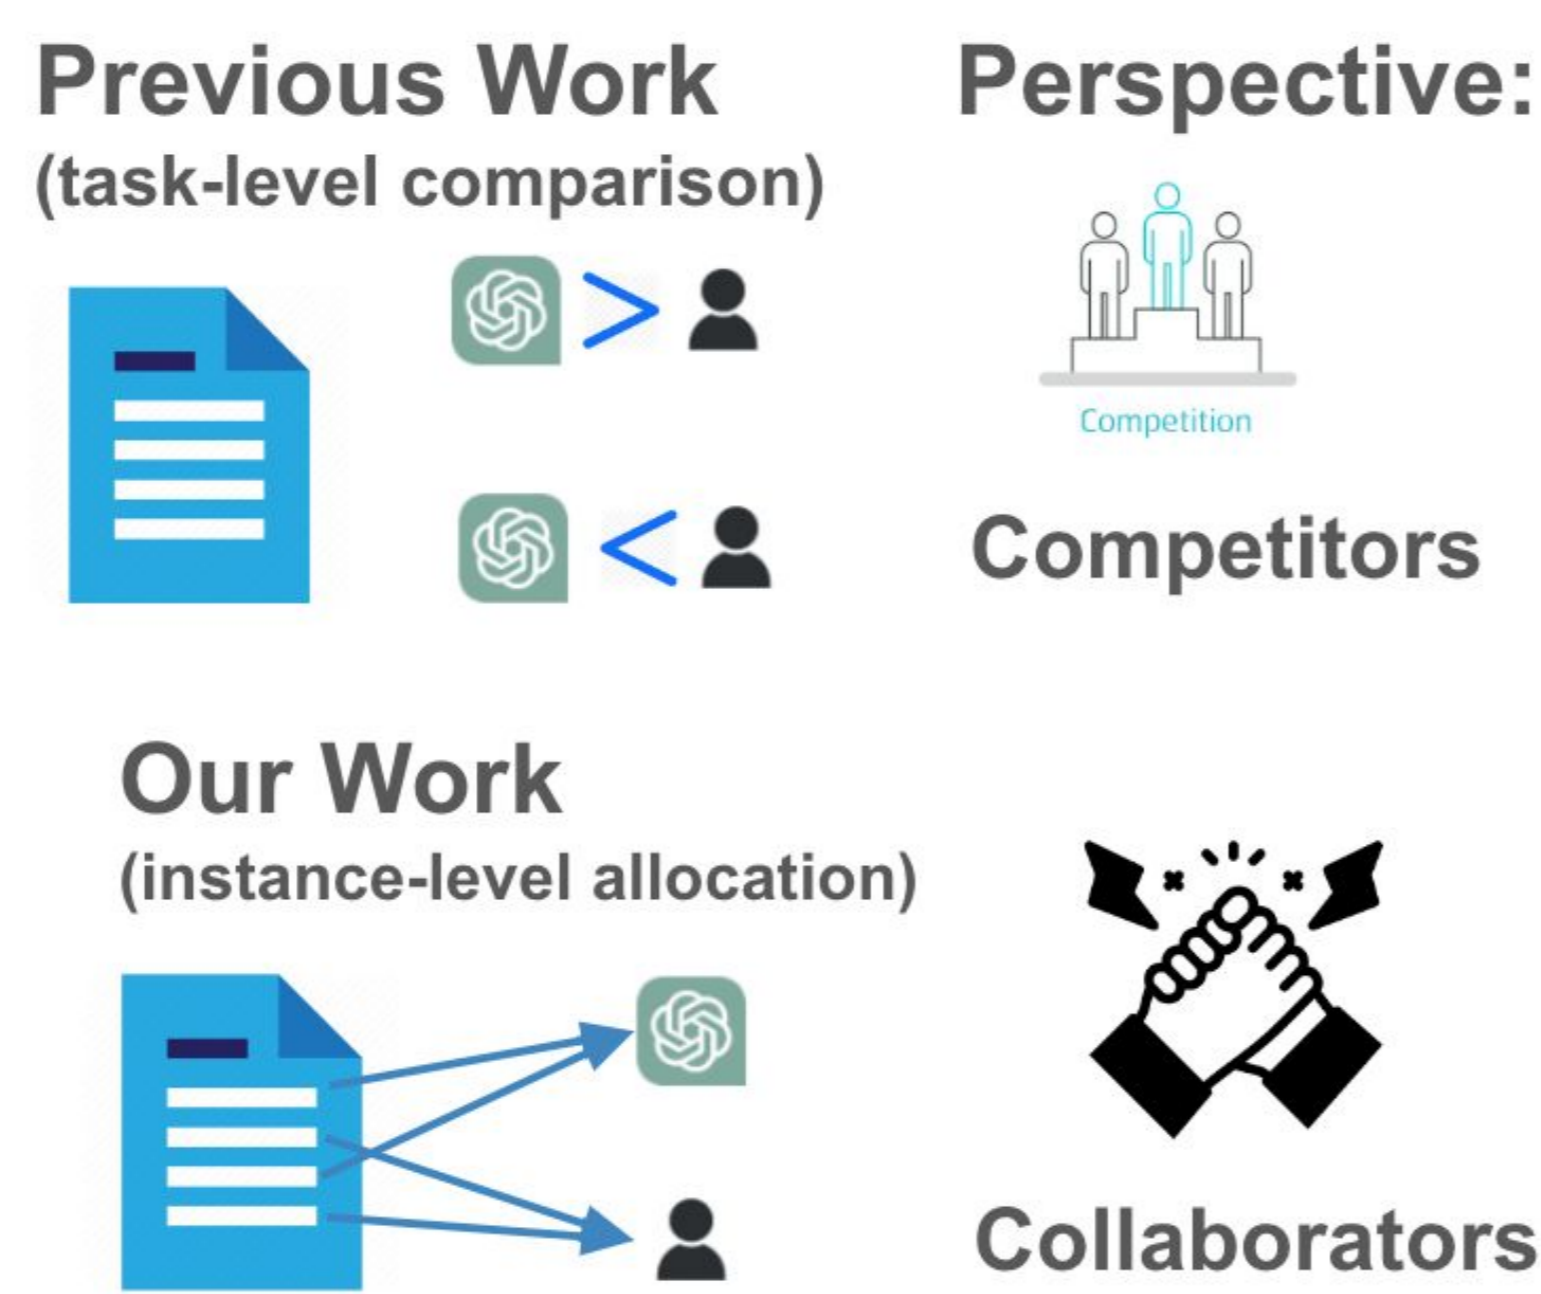 Previous Work
(task-level comparison)
Perspective:
Competition
Competitors
Our Work
(instance-level allocation)
Collaborators